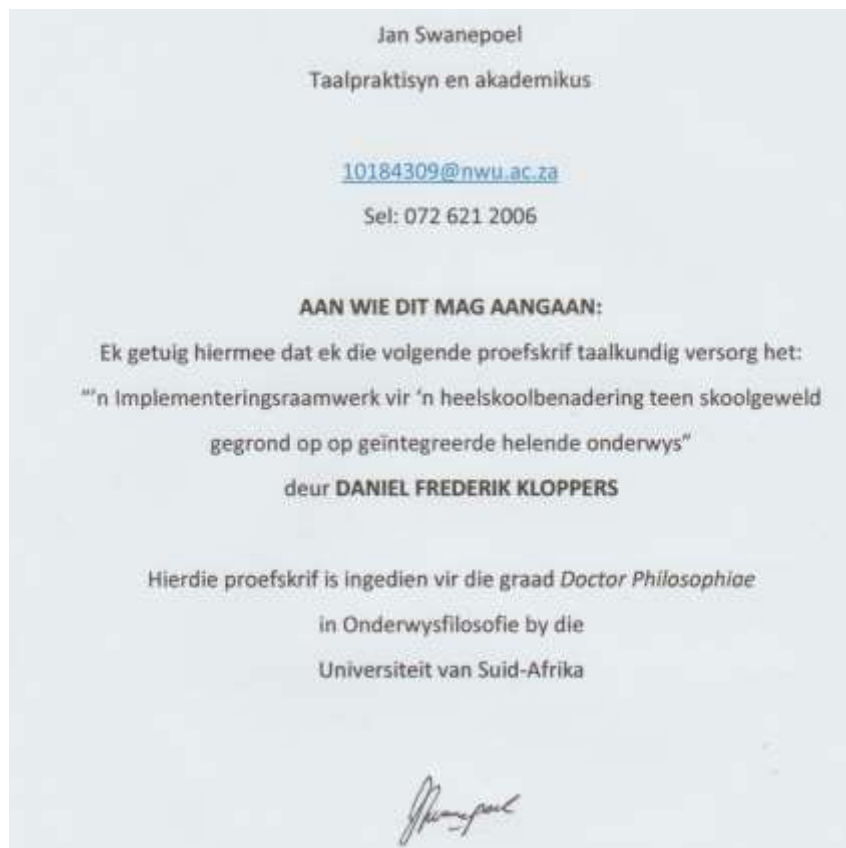 Jan Swanepoel
Taalpraktisyn en akademikus
10184309@nwu.ac.za
Sel: 072 621 2006
AAN WIE DIT MAG AANGAAN:
Ek getuig hiermee dat ek die volgende proefskrif taalkundig versorg het:
"'n Implementeringsraamwerk vir 'n heelskoolbenadering teen skoolgeweld
gegrond op op geïntegreerde helende onderwys"
deur DANIEL FREDERIK KLOPPERS
Hierdie proefskrif is ingedien vir die graad Doctor Philosophiae
in Onderwysfilosofie by die
Universiteit van Suid-Afrika
JSwanepoel